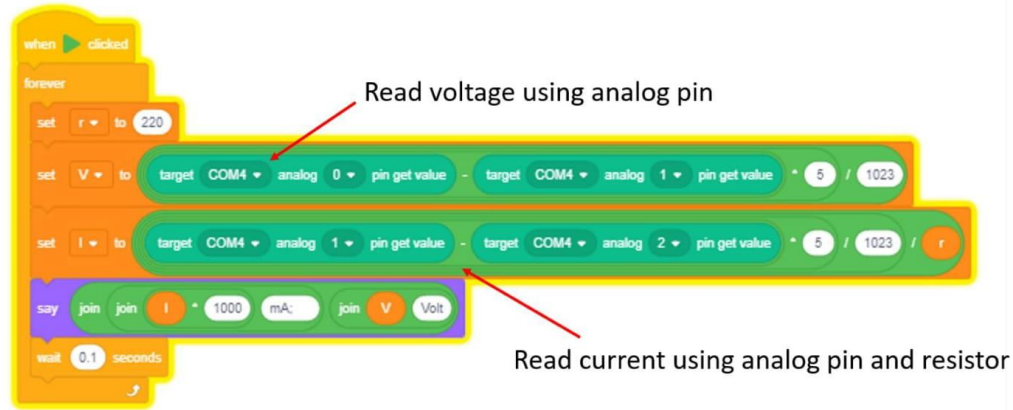 when clicked
forever
Read voltage using analog pin
set r to 220
set V to target COM4 analog 0 pin get value - target COM4 analog 1 pin get value * 5 / 1023
set I to target COM4 analog 1 pin get value - target COM4 analog 2 pin get value * 5 / 1023 / r
say join join I * 1000 mA; join V Volt
wait 0.1 seconds
Read current using analog pin and resistor